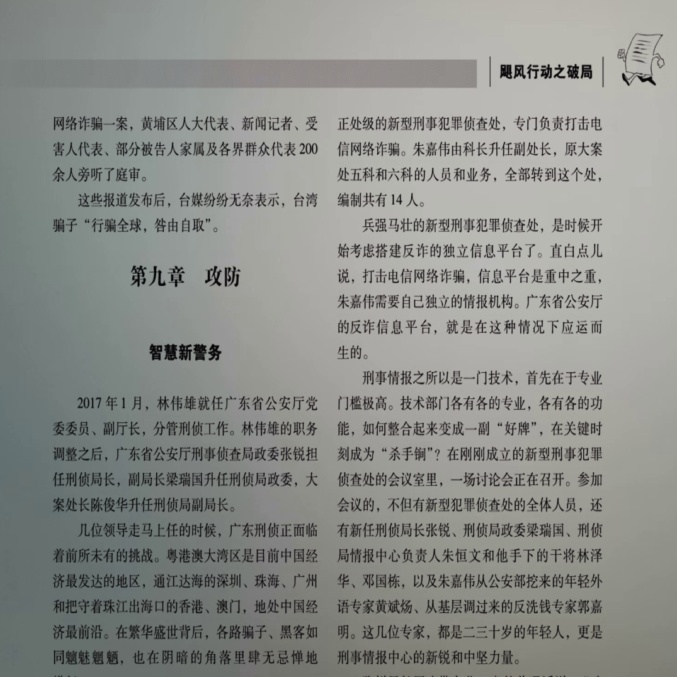 飓风行动之破局
网络诈骗一案，黄埔区人大代表、新闻记者、受
害人代表、部分被告人家属及各界群众代表 200
余人旁听了庭审。
这些报道发布后，台媒纷纷无奈表示，台湾
骗子“行骗全球，咎由自取”。
第九章 攻防
智慧新警务
2017 年 1 月，林伟雄就任广东省公安厅党
委委员、副厅长，分管刑侦工作。林伟雄的职务
调整之后，广东省公安厅刑事侦查局政委张锐担
任刑侦局长，副局长梁瑞国升任刑侦局政委，大
案处长陈俊华升任刑侦局副局长。
几位领导走马上任的时候，广东刑侦正面临
着前所未有的挑战。粤港澳大湾区是目前中国经
济最发达的地区，通江达海的深圳、珠海、广州
和把守着珠江出海口的香港、澳门，地处中国经
济最前沿。在繁华盛世背后，各路骗子、黑客如
同魑魅魍魉，也在阴暗的角落里肆无忌惮地
正处级的新型刑事犯罪侦查处，专门负责打击电
信网络诈骗。朱嘉伟由科长升任副处长，原大案
处五科和六科的人员和业务，全部转到这个处，
编制共有 14 人。
兵强马壮的新型刑事犯罪侦查处，是时候开
始考虑搭建反诈的独立信息平台了。直白点儿
说，打击电信网络诈骗，信息平台是重中之重，
朱嘉伟需要自己独立的情报机构。广东省公安厅
的反诈信息平台，就是在这种情况下应运而
生的。
刑事情报之所以是一门技术，首先在于专业
门槛极高。技术部门各有各的专业，各有各的功
能，如何整合起来变成一副“好牌”，在关键时
刻成为“杀手锏”？在刚刚成立的新型刑事犯罪
侦查处的会议室里，一场讨论会正在召开。参加
会议的，不但有新型犯罪侦查处的全体人员，还
有新任刑侦局长张锐、刑侦局政委梁瑞国、刑侦
局情报中心负责人朱恒文和他手下的干将林泽
华、邓国栋，以及朱嘉伟从公安部挖来的年轻外
语专家黄斌炀、从基层调过来的反洗钱专家郭嘉
明。这几位专家，都是二三十岁的年轻人，更是
刑事情报中心的新锐和中坚力量。